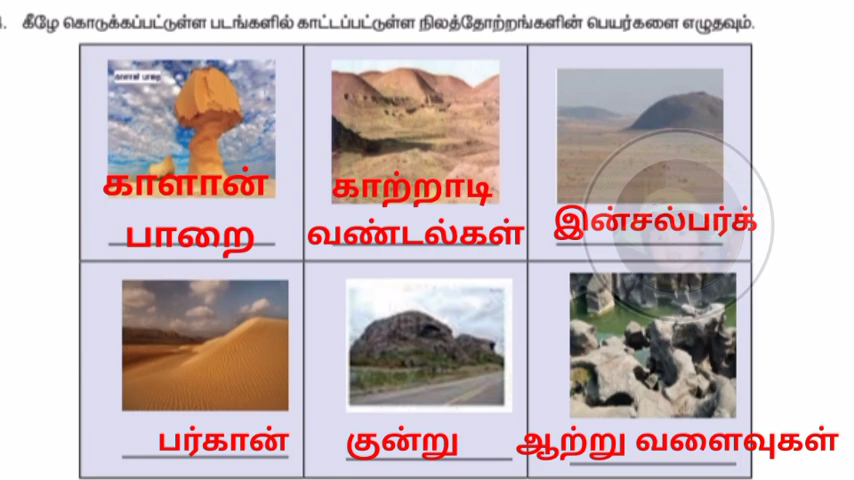 கீழே கொடுக்கப்பட்டுள்ள படங்களில் காட்டப்பட்டுள்ள நிலத்தோற்றங்களின் பெயர்களை எழுதவும்.
காளான் பாறை
காளான்
பாறை
காற்றாடி
வண்டல்கள்
இன்சல்பர்க்
பர்கான்
குன்று
ஆற்று வளைவுகள்